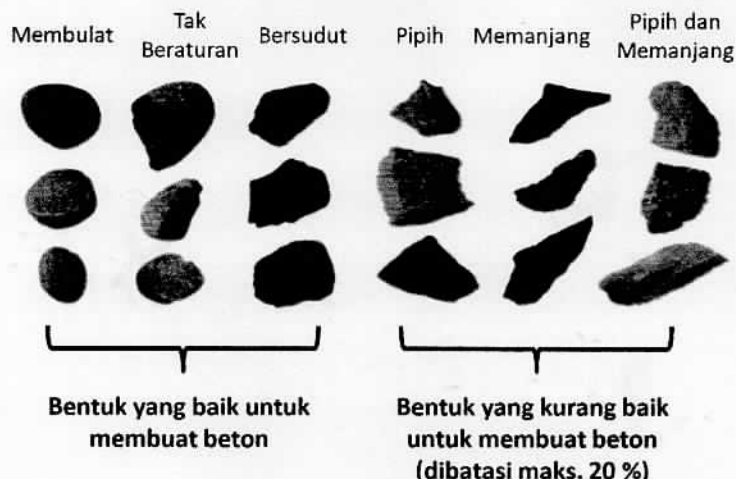 Membulat
Tak
Beraturan
Bersudut
Pipih
Memanjang
Pipih dan
Memanjang
Bentuk yang baik untuk
membuat beton
Bentuk yang kurang baik
untuk membuat beton
(dibatasi maks. 20 %)